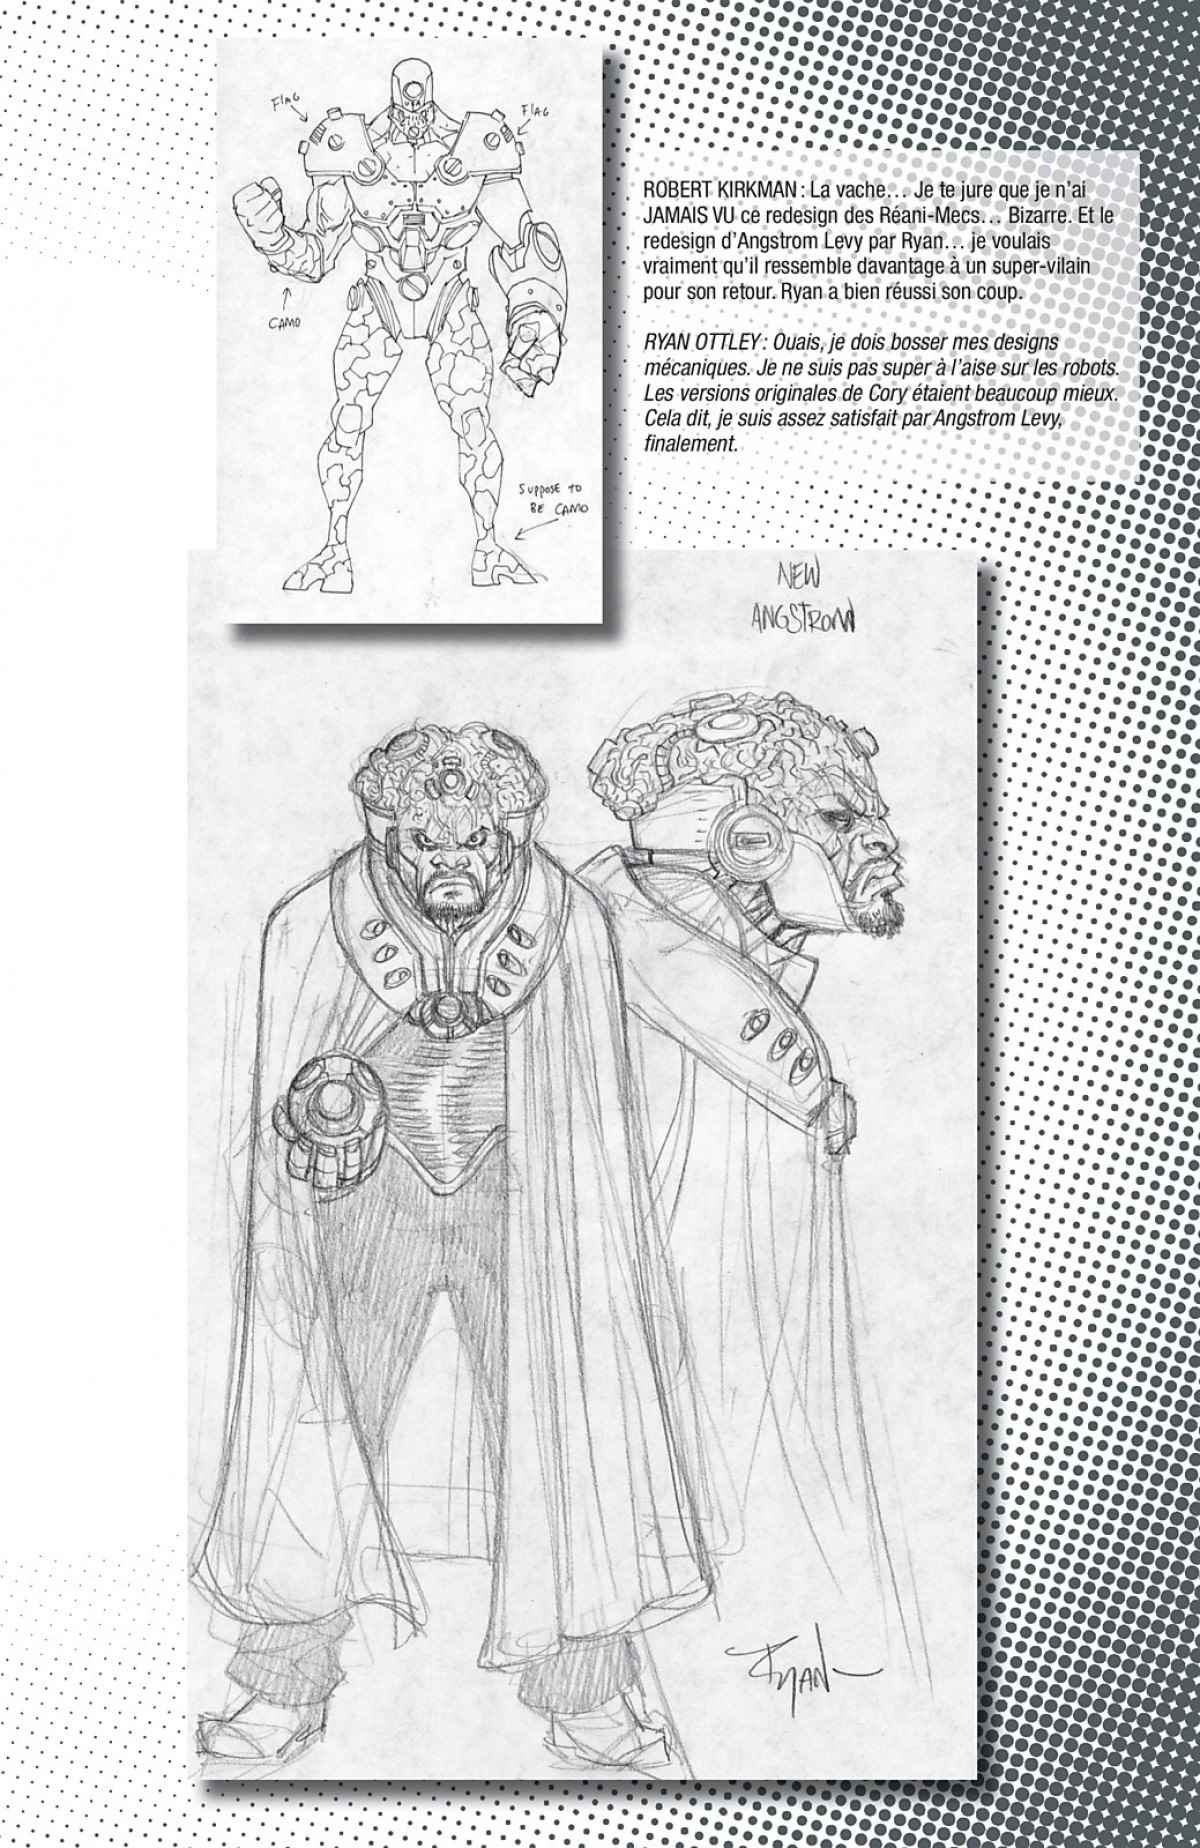 FlAG
FlAG
CAMO
SUPPOSE TO
BE CAMO
ROBERT KIRKMAN : La vache… Je te jure que je n’ai
JAMAIS VU ce redesign des Réani-Mecs… Bizarre. Et le
redesign d’Angstrom Levy par Ryan… je voulais
vraiment qu’il ressemble davantage à un super-vilain
pour son retour. Ryan a bien réussi son coup.
RYAN OTTLEY : Ouais, je dois bosser mes designs
mécaniques. Je ne suis pas super à l’aise sur les robots.
Les versions originales de Cory étaient beaucoup mieux.
Cela dit, je suis assez satisfait par Angstrom Levy,
finalement.
NEW
ANGSTROM
RYAN